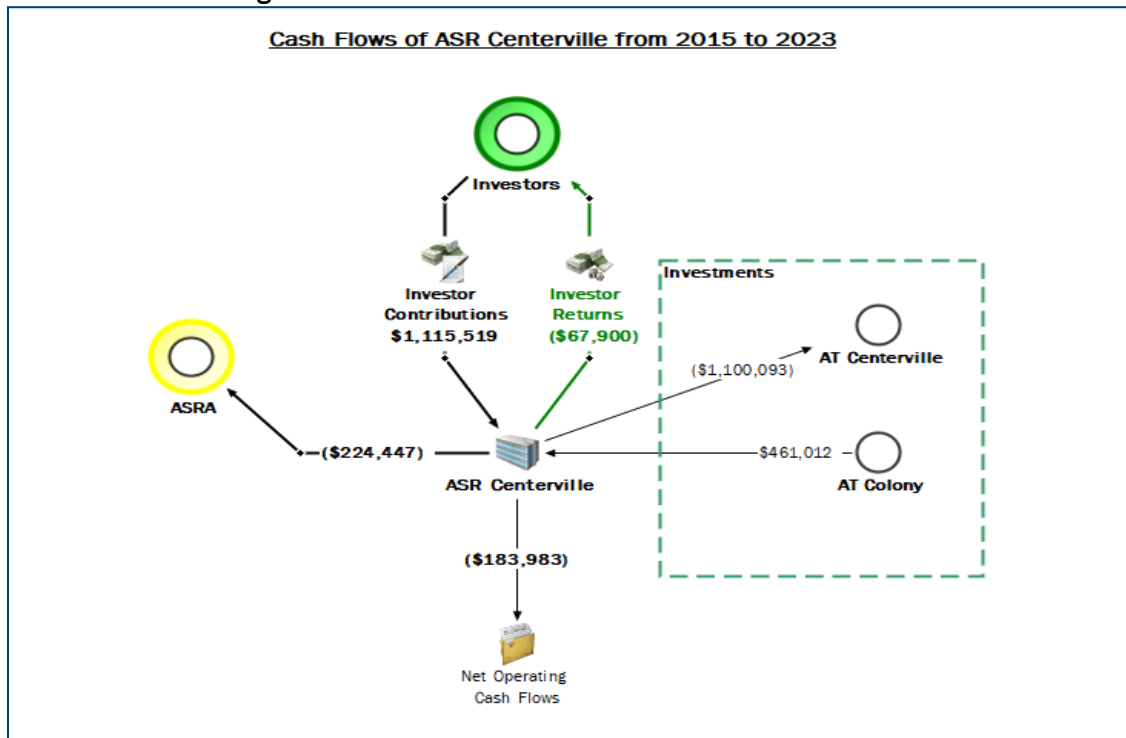 Cash Flows of ASR Centerville from 2015 to 2023
Investors
Investor
Contributions
$1,115,519
Investor
Returns
($67,900)
Investments
AT Centerville
($1,100,093)
ASRA
($224,447)
$461,012
AT Colony
ASR Centerville
($183,983)
Net Operating
Cash Flows